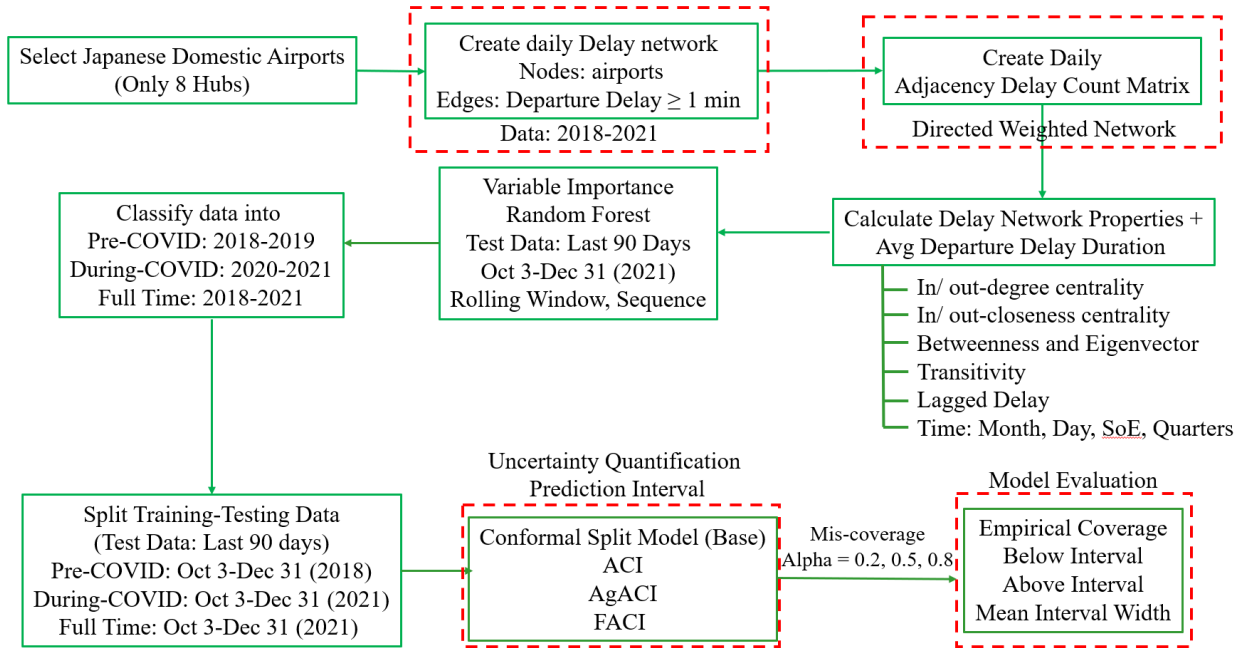 Select Japanese Domestic Airports
(Only 8 Hubs)
Create daily Delay network
Nodes: airports
Edges: Departure Delay ≥ 1 min
Data: 2018-2021
Create Daily
Adjacency Delay Count Matrix
Directed Weighted Network
Calculate Delay Network Properties +
Avg Departure Delay Duration
In/ out-degree centrality
In/ out-closeness centrality
Betweenness and Eigenvector
Transitivity
Lagged Delay
Time: Month, Day, SoE, Quarters
Variable Importance
Random Forest
Test Data: Last 90 Days
Oct 3-Dec 31 (2021)
Rolling Window, Sequence
Classify data into
Pre-COVID: 2018-2019
During-COVID: 2020-2021
Full Time: 2018-2021
Split Training-Testing Data
(Test Data: Last 90 days)
Pre-COVID: Oct 3-Dec 31 (2018)
During-COVID: Oct 3-Dec 31 (2021)
Full Time: Oct 3-Dec 31 (2021)
Uncertainty Quantification
Prediction Interval
Conformal Split Model (Base)
ACI
AgACI
FACI
Mis-coverage
Alpha = 0.2, 0.5, 0.8
Model Evaluation
Empirical Coverage
Below Interval
Above Interval
Mean Interval Width